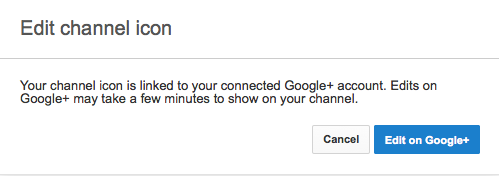 Edit channel icon
Your channel icon is linked to your connected Google+ account. Edits on
Google+ may take a few minutes to show on your channel.
Cancel
Edit on Google+